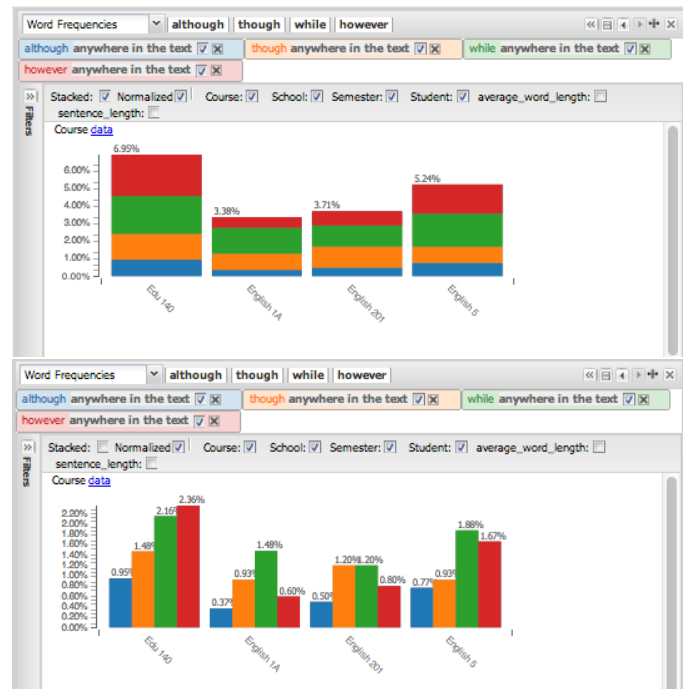 Word Frequencies although though while however
although anywhere in the text though anywhere in the text while anywhere in the text
however anywhere in the text
Filters
Stacked: Normalized Course: School: Semester: Student: average_word_length:
sentence_length:
Course data
6.95%
3.38%
3.71%
5.24%
6.00%
5.00%
4.00%
3.00%
2.00%
1.00%
0.00%
Edu 140
English 1A
English 201
English 5
Word Frequencies although though while however
although anywhere in the text though anywhere in the text while anywhere in the text
however anywhere in the text
Filters
Stacked: Normalized Course: School: Semester: Student: average_word_length:
sentence_length:
Course data
2.20%
2.00%
1.80%
1.60%
1.40%
1.20%
1.00%
0.80%
0.60%
0.40%
0.20%
0.00%
0.95% 1.48% 2.16% 2.36%
0.37% 0.93% 1.48% 0.60%
0.50% 1.20% 1.20% 0.80%
0.77% 0.93% 1.88% 1.67%
Edu 140
English 1A
English 201
English 5